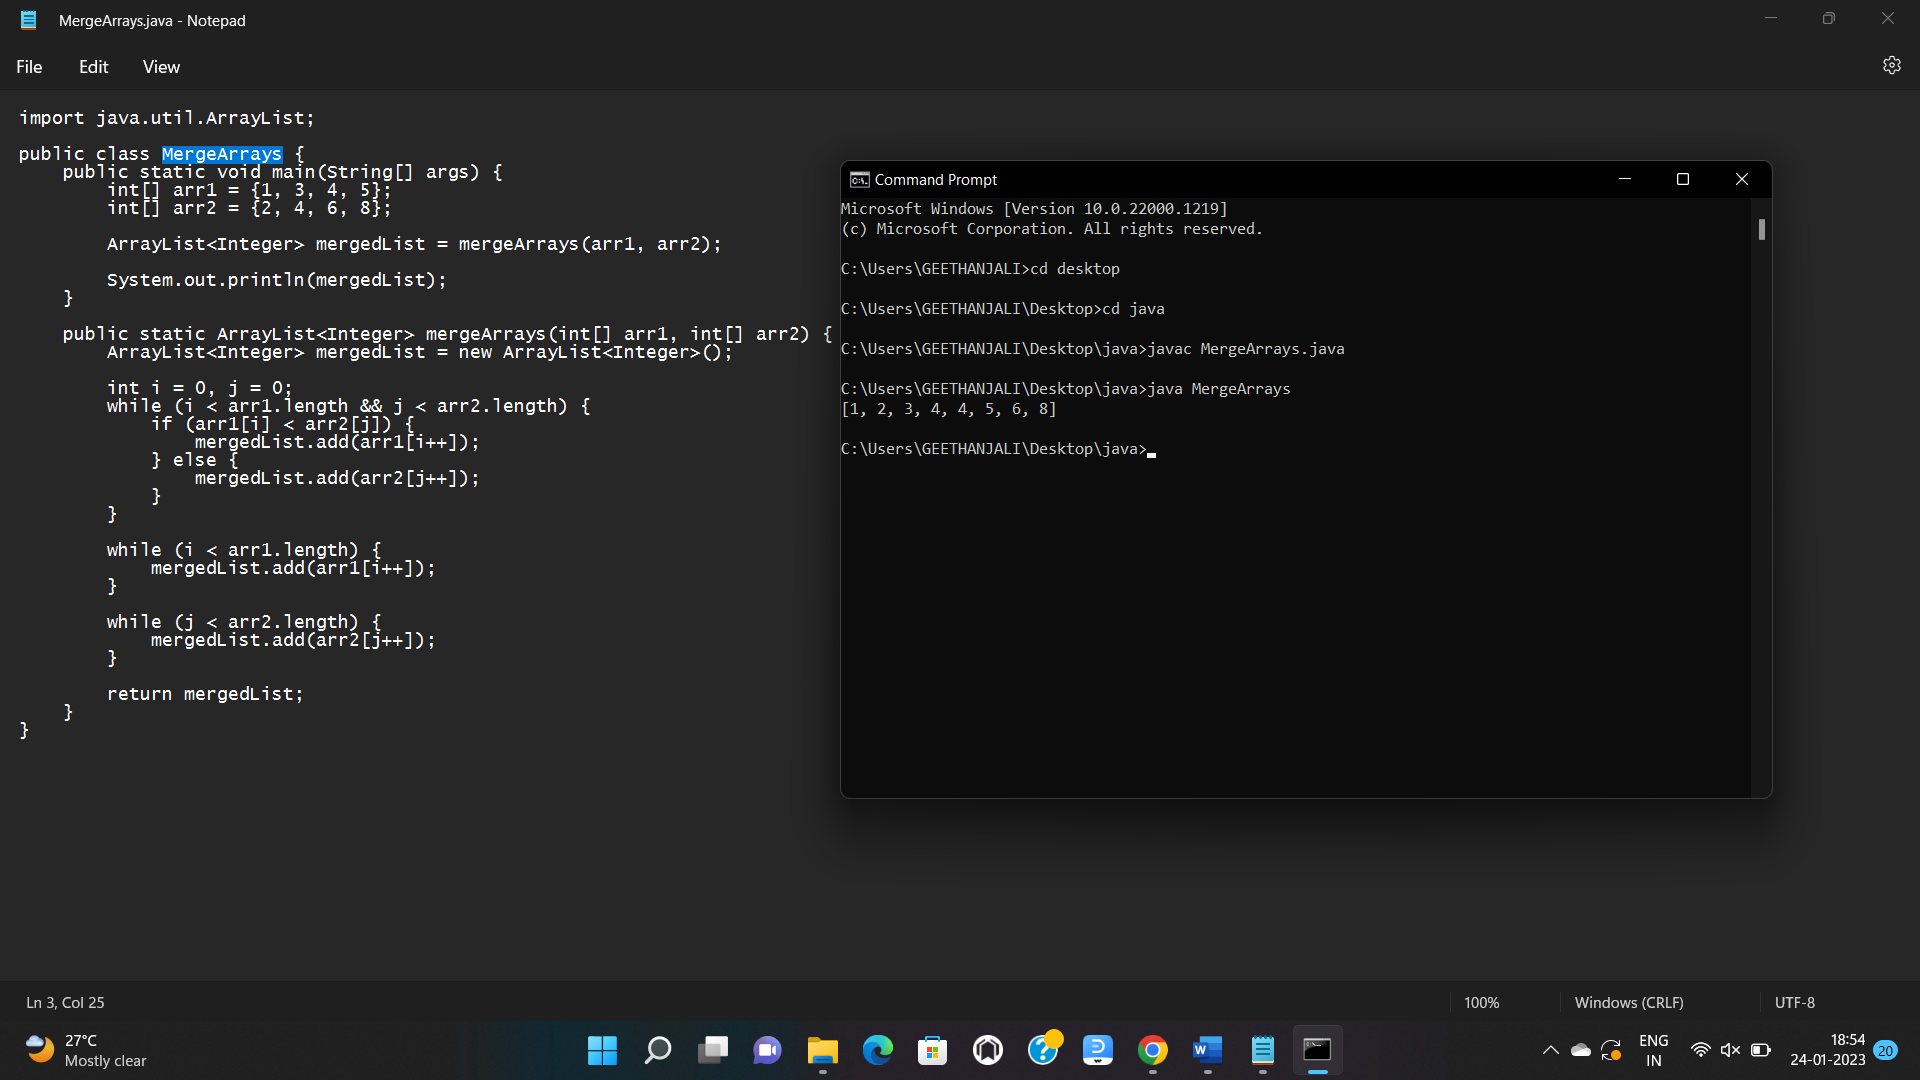 MergeArrays.java - Notepad
File Edit View
import java.util.ArrayList;
public class MergeArrays {
    public static void main(String[] args) {
        int[] arr1 = {1, 3, 4, 5};
        int[] arr2 = {2, 4, 6, 8};
        ArrayList<Integer> mergedList = mergeArrays(arr1, arr2);
        System.out.println(mergedList);
    }
    public static ArrayList<Integer> mergeArrays(int[] arr1, int[] arr2) {
        ArrayList<Integer> mergedList = new ArrayList<Integer>();
        int i = 0, j = 0;
        while (i < arr1.length && j < arr2.length) {
            if (arr1[i] < arr2[j]) {
                mergedList.add(arr1[i++]);
            } else {
                mergedList.add(arr2[j++]);
            }
        }
        while (i < arr1.length) {
            mergedList.add(arr1[i++]);
        }
        while (j < arr2.length) {
            mergedList.add(arr2[j++]);
        }
        return mergedList;
    }
}
Command Prompt
Microsoft Windows [Version 10.0.22000.1219]
(c) Microsoft Corporation. All rights reserved.
C:\Users\GEETHANJALI>cd desktop
C:\Users\GEETHANJALI\Desktop>cd java
C:\Users\GEETHANJALI\Desktop\java>javac MergeArrays.java
C:\Users\GEETHANJALI\Desktop\java>java MergeArrays
[1, 2, 3, 4, 4, 5, 6, 8]
C:\Users\GEETHANJALI\Desktop\java>
Ln 3, Col 25 100% Windows (CRLF) UTF-8
27°C
Mostly clear
ENG
IN
18:54
24-01-2023
20